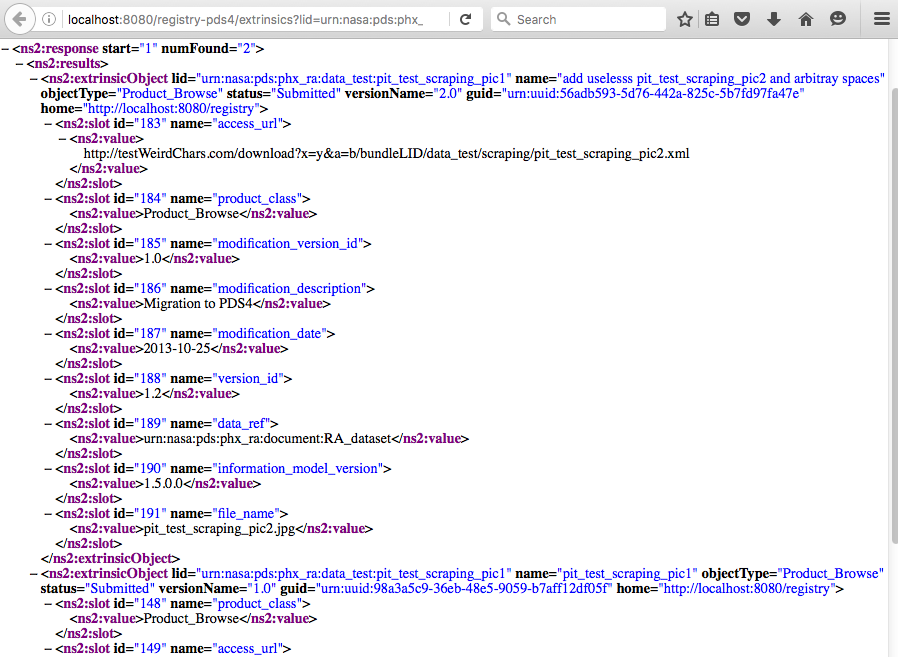 localhost:8080/registry-pds4/extrinsics?lid=urn:nasa:pds:phx_
Search
– <ns2:response start="1" numFound="2">
– <ns2:results>
– <ns2:extrinsicObject lid="urn:nasa:pds:phx_ra:data_test:pit_test_scraping_pic1" name="add uselesss pit_test_scraping_pic2 and arbitray spaces"
objectType="Product_Browse" status="Submitted" versionName="2.0" guid="urn:uuid:56adb593-5d76-442a-825c-5b7fd97fa47e"
home="http://localhost:8080/registry">
– <ns2:slot id="183" name="access_url">
– <ns2:value>
http://testWeirdChars.com/download?x=y&a=b/bundleLID/data_test/scraping/pit_test_scraping_pic2.xml
</ns2:value>
</ns2:slot>
– <ns2:slot id="184" name="product_class">
<ns2:value>Product_Browse</ns2:value>
</ns2:slot>
– <ns2:slot id="185" name="modification_version_id">
<ns2:value>1.0</ns2:value>
</ns2:slot>
– <ns2:slot id="186" name="modification_description">
<ns2:value>Migration to PDS4</ns2:value>
</ns2:slot>
– <ns2:slot id="187" name="modification_date">
<ns2:value>2013-10-25</ns2:value>
</ns2:slot>
– <ns2:slot id="188" name="version_id">
<ns2:value>1.2</ns2:value>
</ns2:slot>
– <ns2:slot id="189" name="data_ref">
<ns2:value>urn:nasa:pds:phx_ra:document:RA_dataset</ns2:value>
</ns2:slot>
– <ns2:slot id="190" name="information_model_version">
<ns2:value>1.5.0.0</ns2:value>
</ns2:slot>
– <ns2:slot id="191" name="file_name">
<ns2:value>pit_test_scraping_pic2.jpg</ns2:value>
</ns2:slot>
</ns2:extrinsicObject>
– <ns2:extrinsicObject lid="urn:nasa:pds:phx_ra:data_test:pit_test_scraping_pic1" name="pit_test_scraping_pic1" objectType="Product_Browse"
status="Submitted" versionName="1.0" guid="urn:uuid:98a3a5c9-36eb-48e5-9059-b7aff12df05f" home="http://localhost:8080/registry">
– <ns2:slot id="148" name="product_class">
<ns2:value>Product_Browse</ns2:value>
</ns2:slot>
– <ns2:slot id="149" name="access_url">